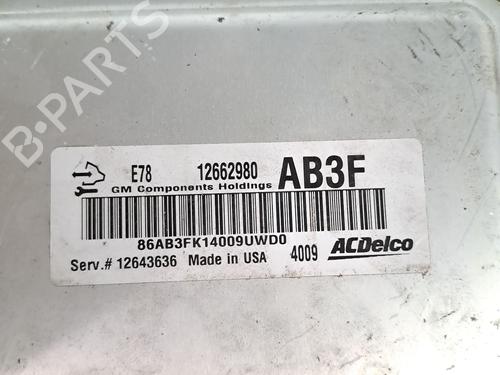 B-PARTS
E78 12662980 AB3F
GM Components Holdings
86AB3FK14009UWD0
Serv.# 12643636 Made in USA 4009 ACDelco